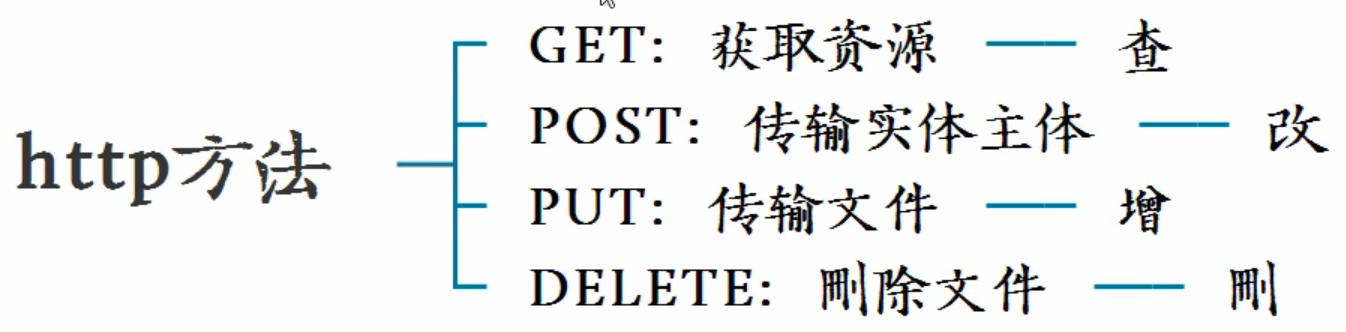 http方法
GET: 获取资源 查
POST: 传输实体主体 改
PUT: 传输文件 增
DELETE: 删除文件 删